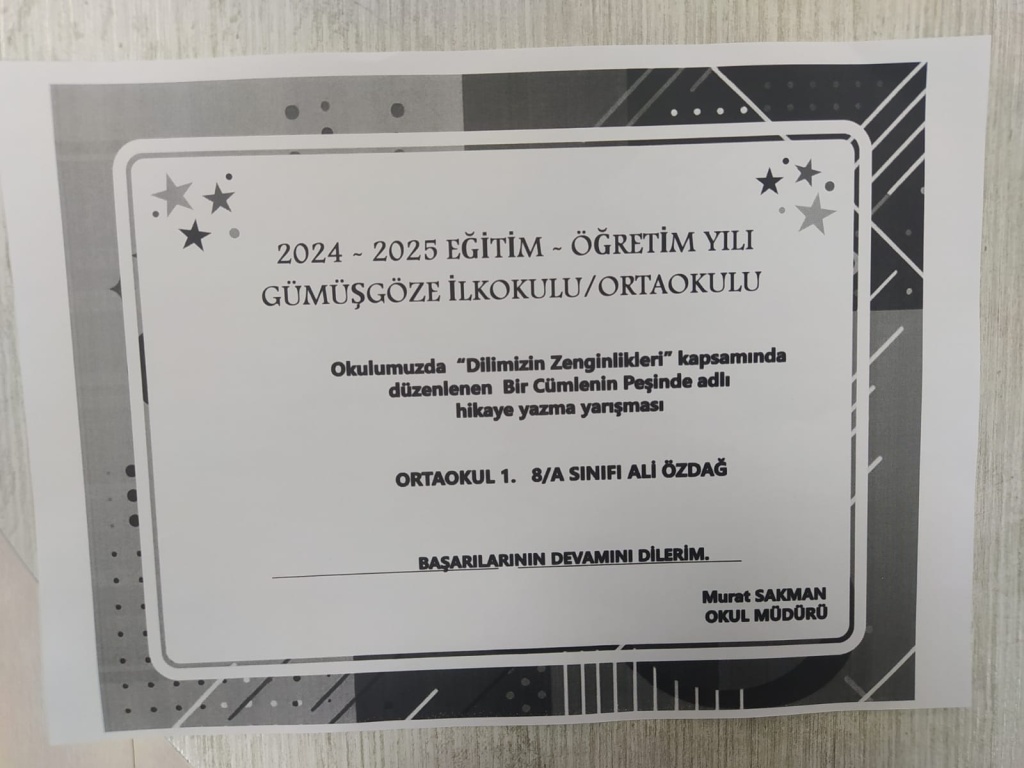 2024 - 2025 EĞİTİM - ÖĞRETİM YILI
GÜMÜŞGÖZE İLKOKULU/ORTAOKULU
Okulumuzda "Dilimizin Zenginlikleri" kapsamında
düzenlenen Bir Cümlenin Peşinde adlı
hikaye yazma yarışması
ORTAOKUL 1. 8/A SINIFI ALİ ÖZDAĞ
BAŞARILARININ DEVAMINI DİLERİM.
Murat SAKMAN
OKUL MÜDÜRÜ